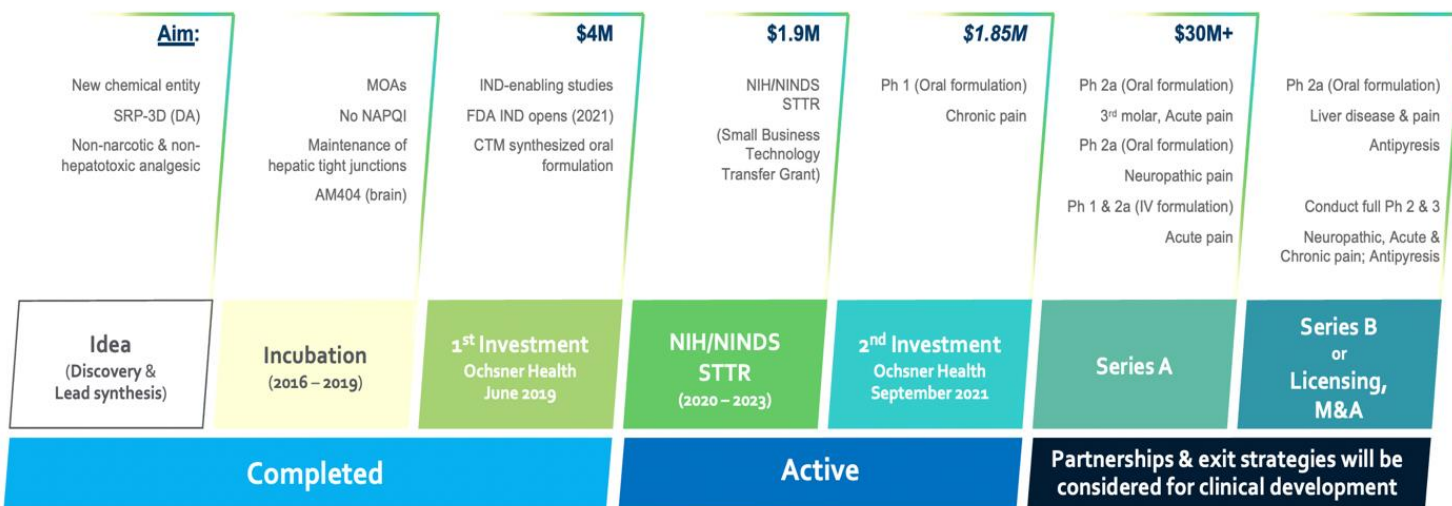 Aim:
New chemical entity
SRP-3D (DA)
Non-narcotic & non-
hepatotoxic analgesic
MOAs
No NAPQI
Maintenance of
hepatic tight junctions
AM404 (brain)
$4M
IND-enabling studies
FDA IND opens (2021)
CTM synthesized oral
formulation
$1.9M
NIH/NINDS
STTR
(Small Business
Technology
Transfer Grant)
$1.85M
Ph 1 (Oral formulation)
Chronic pain
$30M+
Ph 2a (Oral formulation)
3rd molar, Acute pain
Ph 2a (Oral formulation)
Neuropathic pain
Ph 1 & 2a (IV formulation)
Acute pain
Ph 2a (Oral formulation)
Liver disease & pain
Antipyresis
Conduct full Ph 2 & 3
Neuropathic, Acute &
Chronic pain; Antipyresis
Idea
(Discovery &
Lead synthesis)
Incubation
(2016 – 2019)
1st Investment
Ochsner Health
June 2019
NIH/NINDS
STTR
(2020 – 2023)
2nd Investment
Ochsner Health
September 2021
Series A
Series B
or
Licensing,
M&A
Completed
Active
Partnerships & exit strategies will be
considered for clinical development